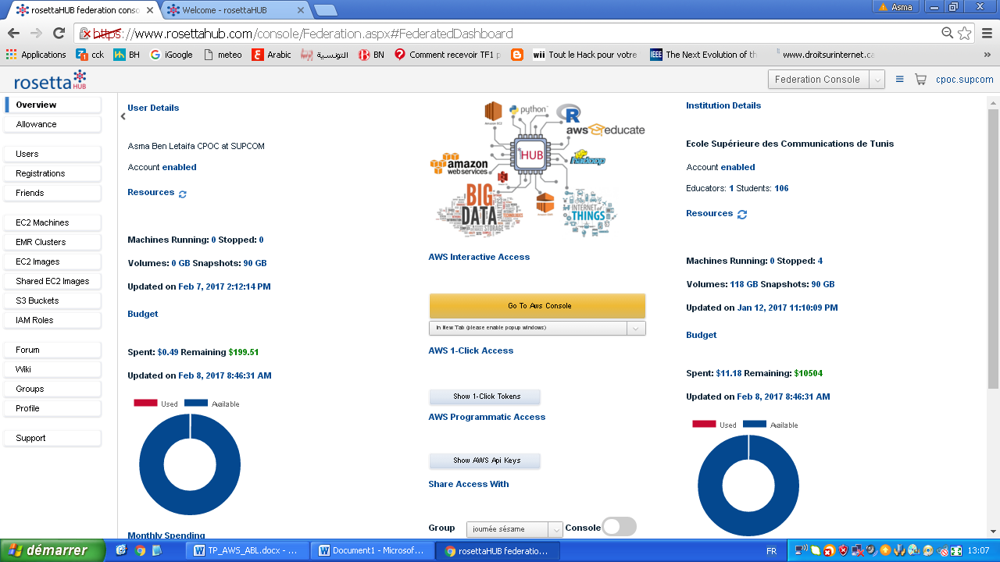 rosettaHUB federation conso
Welcome - rosettaHUB
Asma
https://www.rosettahub.com/console/Federation.aspx#FederatedDashboard
Applications
cck
BH
iGoogle
meteo
Arabic
التونسية
BN
Comment recevoir TF1 p
Tout le Hack pour votre
The Next Evolution of th
www.droitsurinternet.ca
rosetta HUB
Federation Console
cpoc.supcom
Overview
Allowance
Users
Registrations
Friends
EC2 Machines
EMR Clusters
EC2 Images
Shared EC2 Images
S3 Buckets
IAM Roles
Forum
Wiki
Groups
Profile
Support
User Details
Asma Ben Letaifa CPOC at SUPCOM
Account enabled
Resources
Machines Running: 0 Stopped: 0
Volumes: 0 GB Snapshots: 90 GB
Updated on Feb 7, 2017 2:12:14 PM
Budget
Spent: $0.49 Remaining $199.51
Updated on Feb 8, 2017 8:46:31 AM
Used Available
Monthly Spending
Amazon EC2
python
R
aws educate
amazon web services
HUB
hadoop
BIG DATA
INTERNET of THINGS
AWS Interactive Access
Go To Aws Console
In New Tab (please enable popup windows)
AWS 1-Click Access
Show 1-Click Tokens
AWS Programmatic Access
Show AWS Api Keys
Share Access With
Group journée sésame Console
Institution Details
Ecole Supérieure des Communications de Tunis
Account enabled
Educators: 1 Students: 106
Resources
Machines Running: 0 Stopped: 4
Volumes: 118 GB Snapshots: 90 GB
Updated on Jan 12, 2017 11:10:09 PM
Budget
Spent: $11.18 Remaining: $10504
Updated on Feb 8, 2017 8:46:31 AM
Used Available
démarrer
TP_AWS_ABL.docx - ...
Document1 - Microsof...
rosettaHUB federatio...
FR
13:07